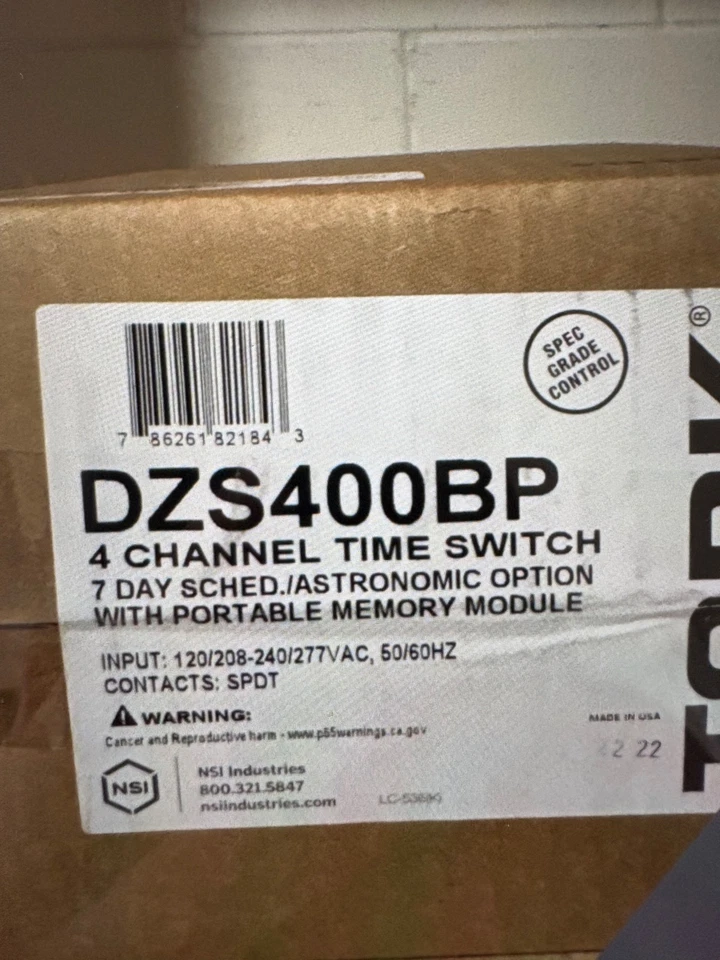 7 86261 82184 3
SPEC
GRADE
CONTROL
DZS400BP
4 CHANNEL TIME SWITCH
7 DAY SCHED./ASTRONOMIC OPTION
WITH PORTABLE MEMORY MODULE
INPUT: 120/208-240/277VAC, 50/60HZ
CONTACTS: SPDT
WARNING:
Cancer and Reproductive harm - www.p65warnings.ca.gov
NSI
NSI Industries
800.321.5847
nsiindustries.com
MADE IN USA
22
TORK®